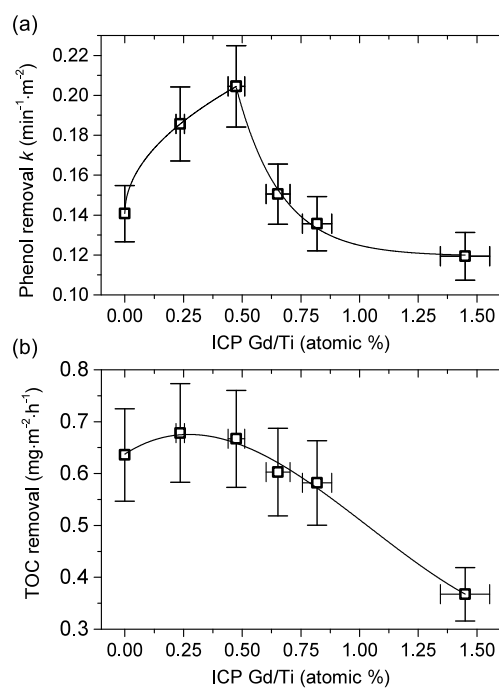 (a)
0.22
0.20
0.18
0.16
0.14
0.12
0.10
Phenol removal k (min⁻¹·m⁻²)
0.00 0.25 0.50 0.75 1.00 1.25 1.50
ICP Gd/Ti (atomic %)
(b)
0.8
0.7
0.6
0.5
0.4
0.3
TOC removal (mg·m⁻²·h⁻¹)
0.00 0.25 0.50 0.75 1.00 1.25 1.50
ICP Gd/Ti (atomic %)